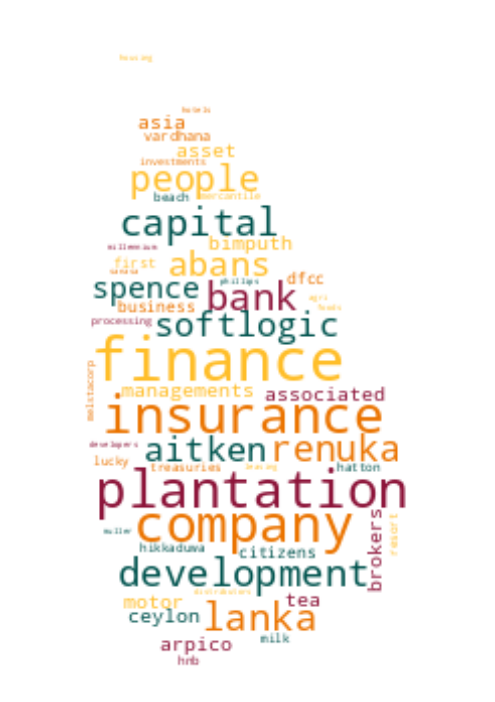 housing
hotels
asia
vardhana
asset
investments
people
beach mercantile
capital
millennium bimputh
first abans
sanasa
spence phillips dfcc
bank
business agri
foods
processing softlogic
finance
melstacorp
managements associated
insurance
developers aitken renuka
lucky treasuries leasing hatton
plantation
company
muller
brokers
resort
hikkaduwa citizens
development
distributors
motor tea
ceylon lanka
arpico milk
hnb